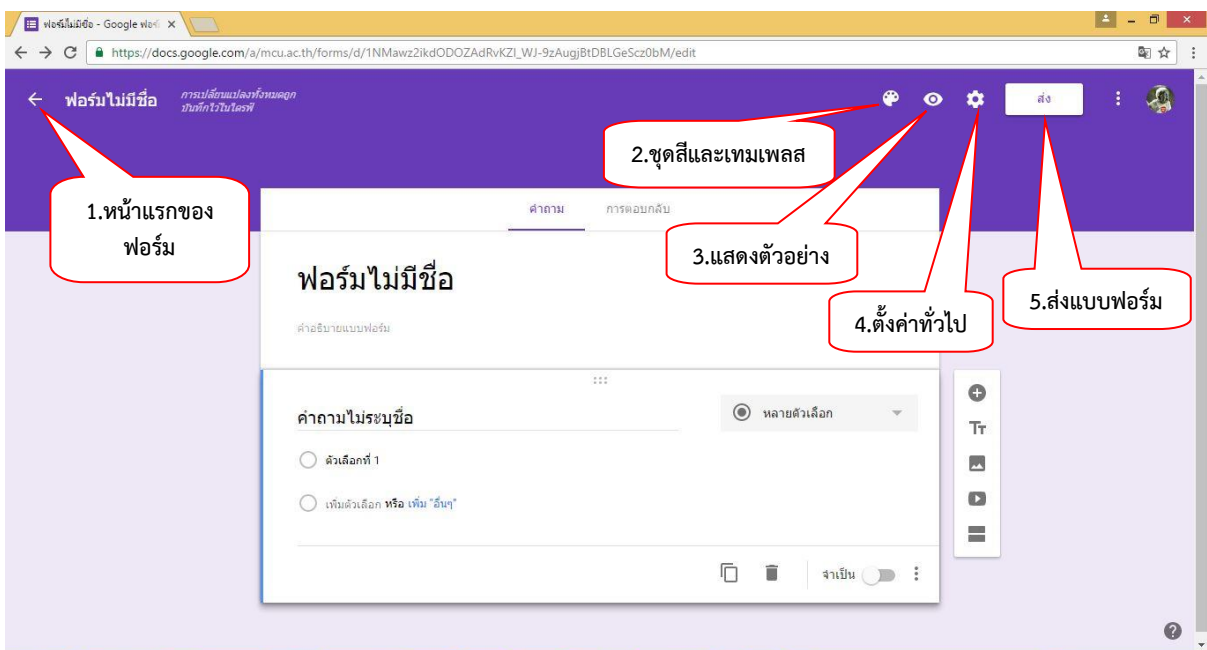 ฟอร์มไม่มีชื่อ - Google ฟอร์
https://docs.google.com/a/mcu.ac.th/forms/d/1NMawz2ikdODOZAdRvKZI_WJ-9zAugjBtDBLGeScz0bM/edit
ฟอร์มไม่มีชื่อ
การเปลี่ยนแปลงทั้งหมดถูก
บันทึกไว้ในไดรฟ์
ส่ง
2.ชุดสีและเทมเพลส
1.หน้าแรกของ
ฟอร์ม
คำถาม
การตอบกลับ
3.แสดงตัวอย่าง
ฟอร์มไม่มีชื่อ
5.ส่งแบบฟอร์ม
4.ตั้งค่าทั่วไป
คำอธิบายแบบฟอร์ม
คำถามไม่ระบุชื่อ
หลายตัวเลือก
Tт
ตัวเลือกที่ 1
เพิ่มตัวเลือก หรือ เพิ่ม "อื่นๆ"
จำเป็น